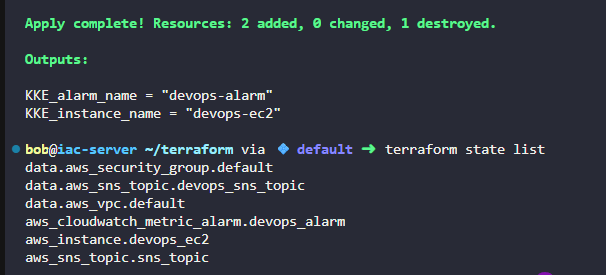 Apply complete! Resources: 2 added, 0 changed, 1 destroyed.
Outputs:
KKE_alarm_name = "devops-alarm"
KKE_instance_name = "devops-ec2"
bob@iac-server ~/terraform via 💠 default ➜ terraform state list
data.aws_security_group.default
data.aws_sns_topic.devops_sns_topic
data.aws_vpc.default
aws_cloudwatch_metric_alarm.devops_alarm
aws_instance.devops_ec2
aws_sns_topic.sns_topic